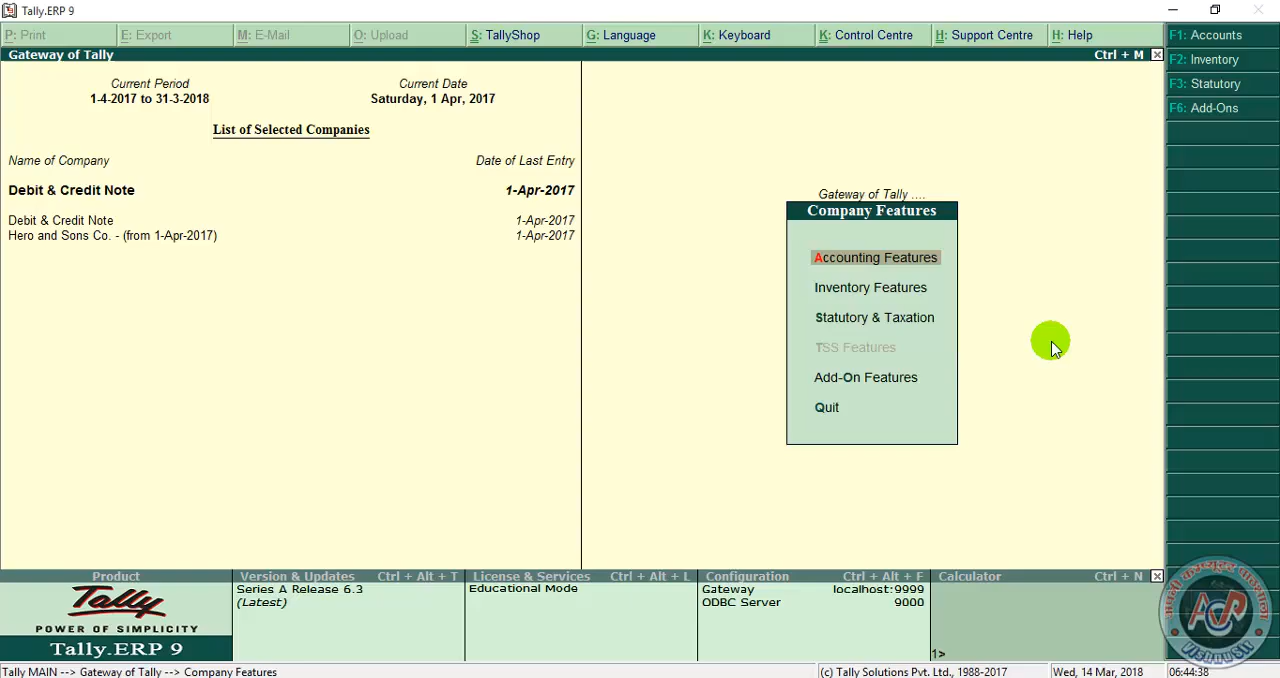 Tally.ERP 9
P: Print
E: Export
M: E-Mail
O: Upload
S: TallyShop
G: Language
K: Keyboard
K: Control Centre
H: Support Centre
H: Help
F1: Accounts
F2: Inventory
F3: Statutory
F6: Add-Ons
Gateway of Tally
Ctrl + M
Current Period
1-4-2017 to 31-3-2018
Current Date
Saturday, 1 Apr, 2017
List of Selected Companies
Name of Company
Date of Last Entry
Debit & Credit Note
1-Apr-2017
Debit & Credit Note
1-Apr-2017
Hero and Sons Co. - (from 1-Apr-2017)
1-Apr-2017
Gateway of Tally ....
Company Features
Accounting Features
Inventory Features
Statutory & Taxation
TSS Features
Add-On Features
Quit
Product
Tally
POWER OF SIMPLICITY
Tally.ERP 9
Version & Updates Ctrl + Alt + T
Series A Release 6.3
(Latest)
License & Services Ctrl + Alt + L
Educational Mode
Configuration Ctrl + Alt + F
Gateway localhost:9999
ODBC Server 9000
Calculator Ctrl + N
1>
ACP
Tally MAIN --> Gateway of Tally --> Company Features
(c) Tally Solutions Pvt. Ltd., 1988-2017
Wed, 14 Mar, 2018
06:44:38